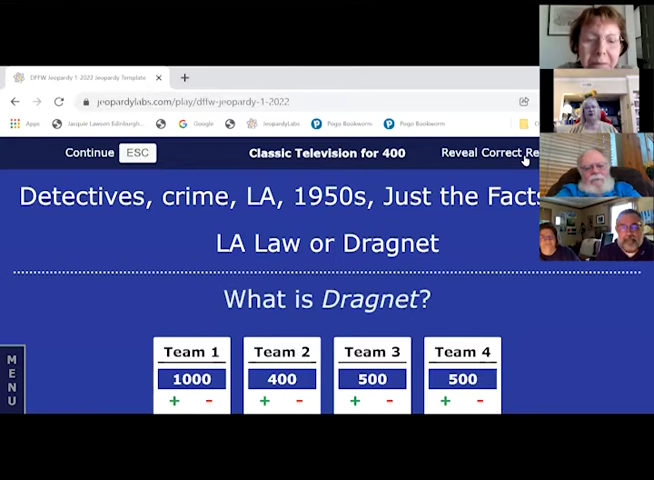 DFFW Jeopardy 1-2022 Jeopardy Template
jeopardylabs.com/play/dffw-jeopardy-1-2022
Apps Jacquie Lawson Edinburgh... Google JeopardyLabs Pogo Bookworm Pogo Bookworm
Continue ESC Classic Television for 400 Reveal Correct Re
Detectives, crime, LA, 1950s, Just the Facts
LA Law or Dragnet
What is Dragnet?
Team 1 Team 2 Team 3 Team 4
1000 400 500 500
+ - + - + - + -
MENU